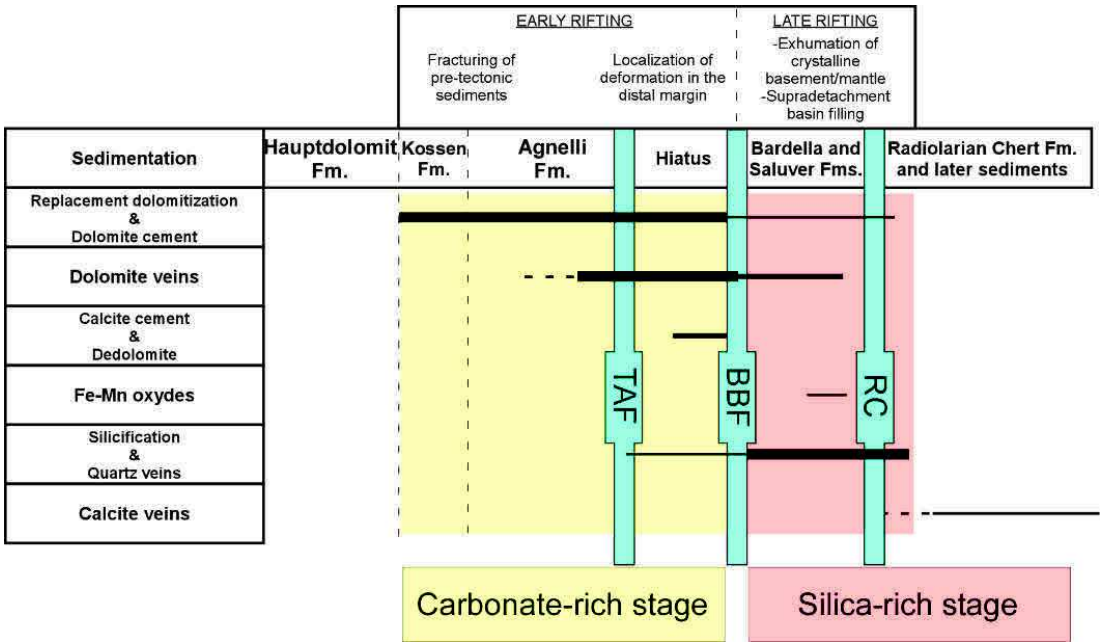 EARLY RIFTING
LATE RIFTING
Fracturing of
pre-tectonic
sediments
Localization of
deformation in the
distal margin
-Exhumation of
crystalline
basement/mantle
-Supradetachment
basin filling
Sedimentation
Hauptdolomit
Fm.
Kossen
Fm.
Agnelli
Fm.
Hiatus
Bardella and
Saluver Fms.
Radiolarian Chert Fm.
and later sediments
Replacement dolomitization
&
Dolomite cement
Dolomite veins
Calcite cement
&
Dedolomite
Fe-Mn oxydes
TAF
BBF
RC
Silicification
&
Quartz veins
Calcite veins
Carbonate-rich stage
Silica-rich stage